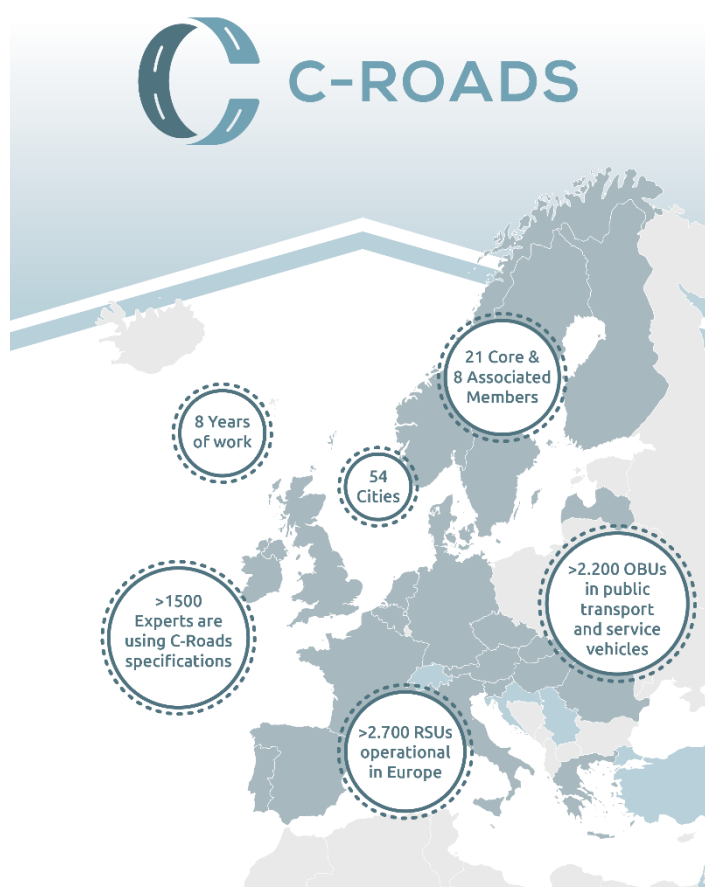 C-ROADS
21 Core &
8 Associated
Members
8 Years
of work
54
Cities
>2.200 OBUs
in public
transport
and service
vehicles
>1500
Experts are
using C-Roads
specifications
>2.700 RSUs
operational
in Europe